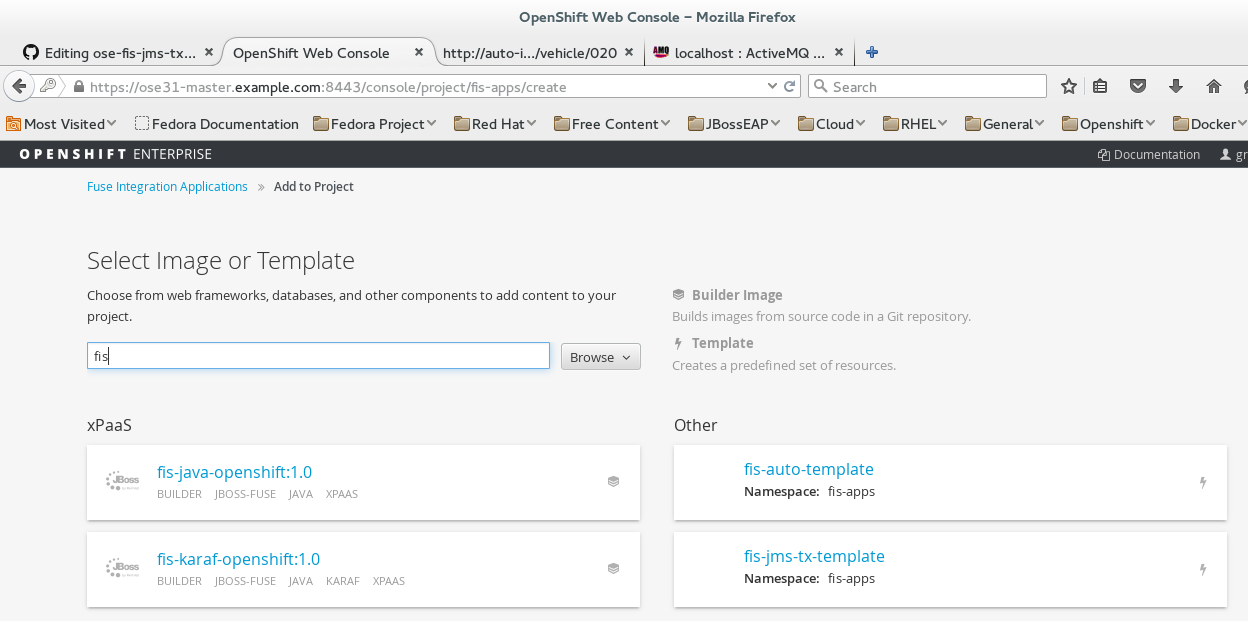 OpenShift Web Console - Mozilla Firefox
Editing ose-fis-jms-tx... × OpenShift Web Console × http://auto-i.../vehicle/020 × AMQ localhost : ActiveMQ ... ×
https://ose31-master.example.com:8443/console/project/fis-apps/create Search
Most Visited Fedora Documentation Fedora Project Red Hat Free Content JBossEAP Cloud RHEL General Openshift Docker
OPENSHIFT ENTERPRISE Documentation gr
Fuse Integration Applications » Add to Project
Select Image or Template
Choose from web frameworks, databases, and other components to add content to your
project.
fis Browse
Builder Image
Builds images from source code in a Git repository.
Template
Creates a predefined set of resources.
xPaaS
JBoss fis-java-openshift:1.0
BUILDER JBOSS-FUSE JAVA XPAAS
JBoss fis-karaf-openshift:1.0
BUILDER JBOSS-FUSE JAVA KARAF XPAAS
Other
fis-auto-template
Namespace: fis-apps
fis-jms-tx-template
Namespace: fis-apps